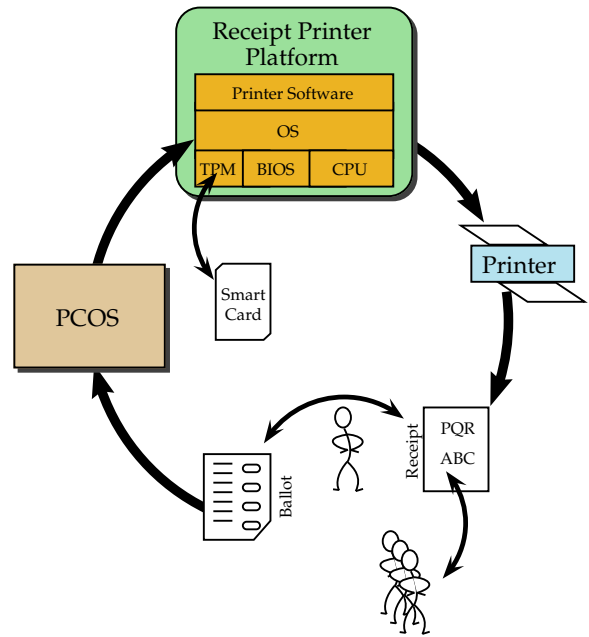 Receipt Printer
Platform
Printer Software
OS
TPM BIOS CPU
Printer
Smart
Card
PCOS
PQR
ABC
Receipt
Ballot